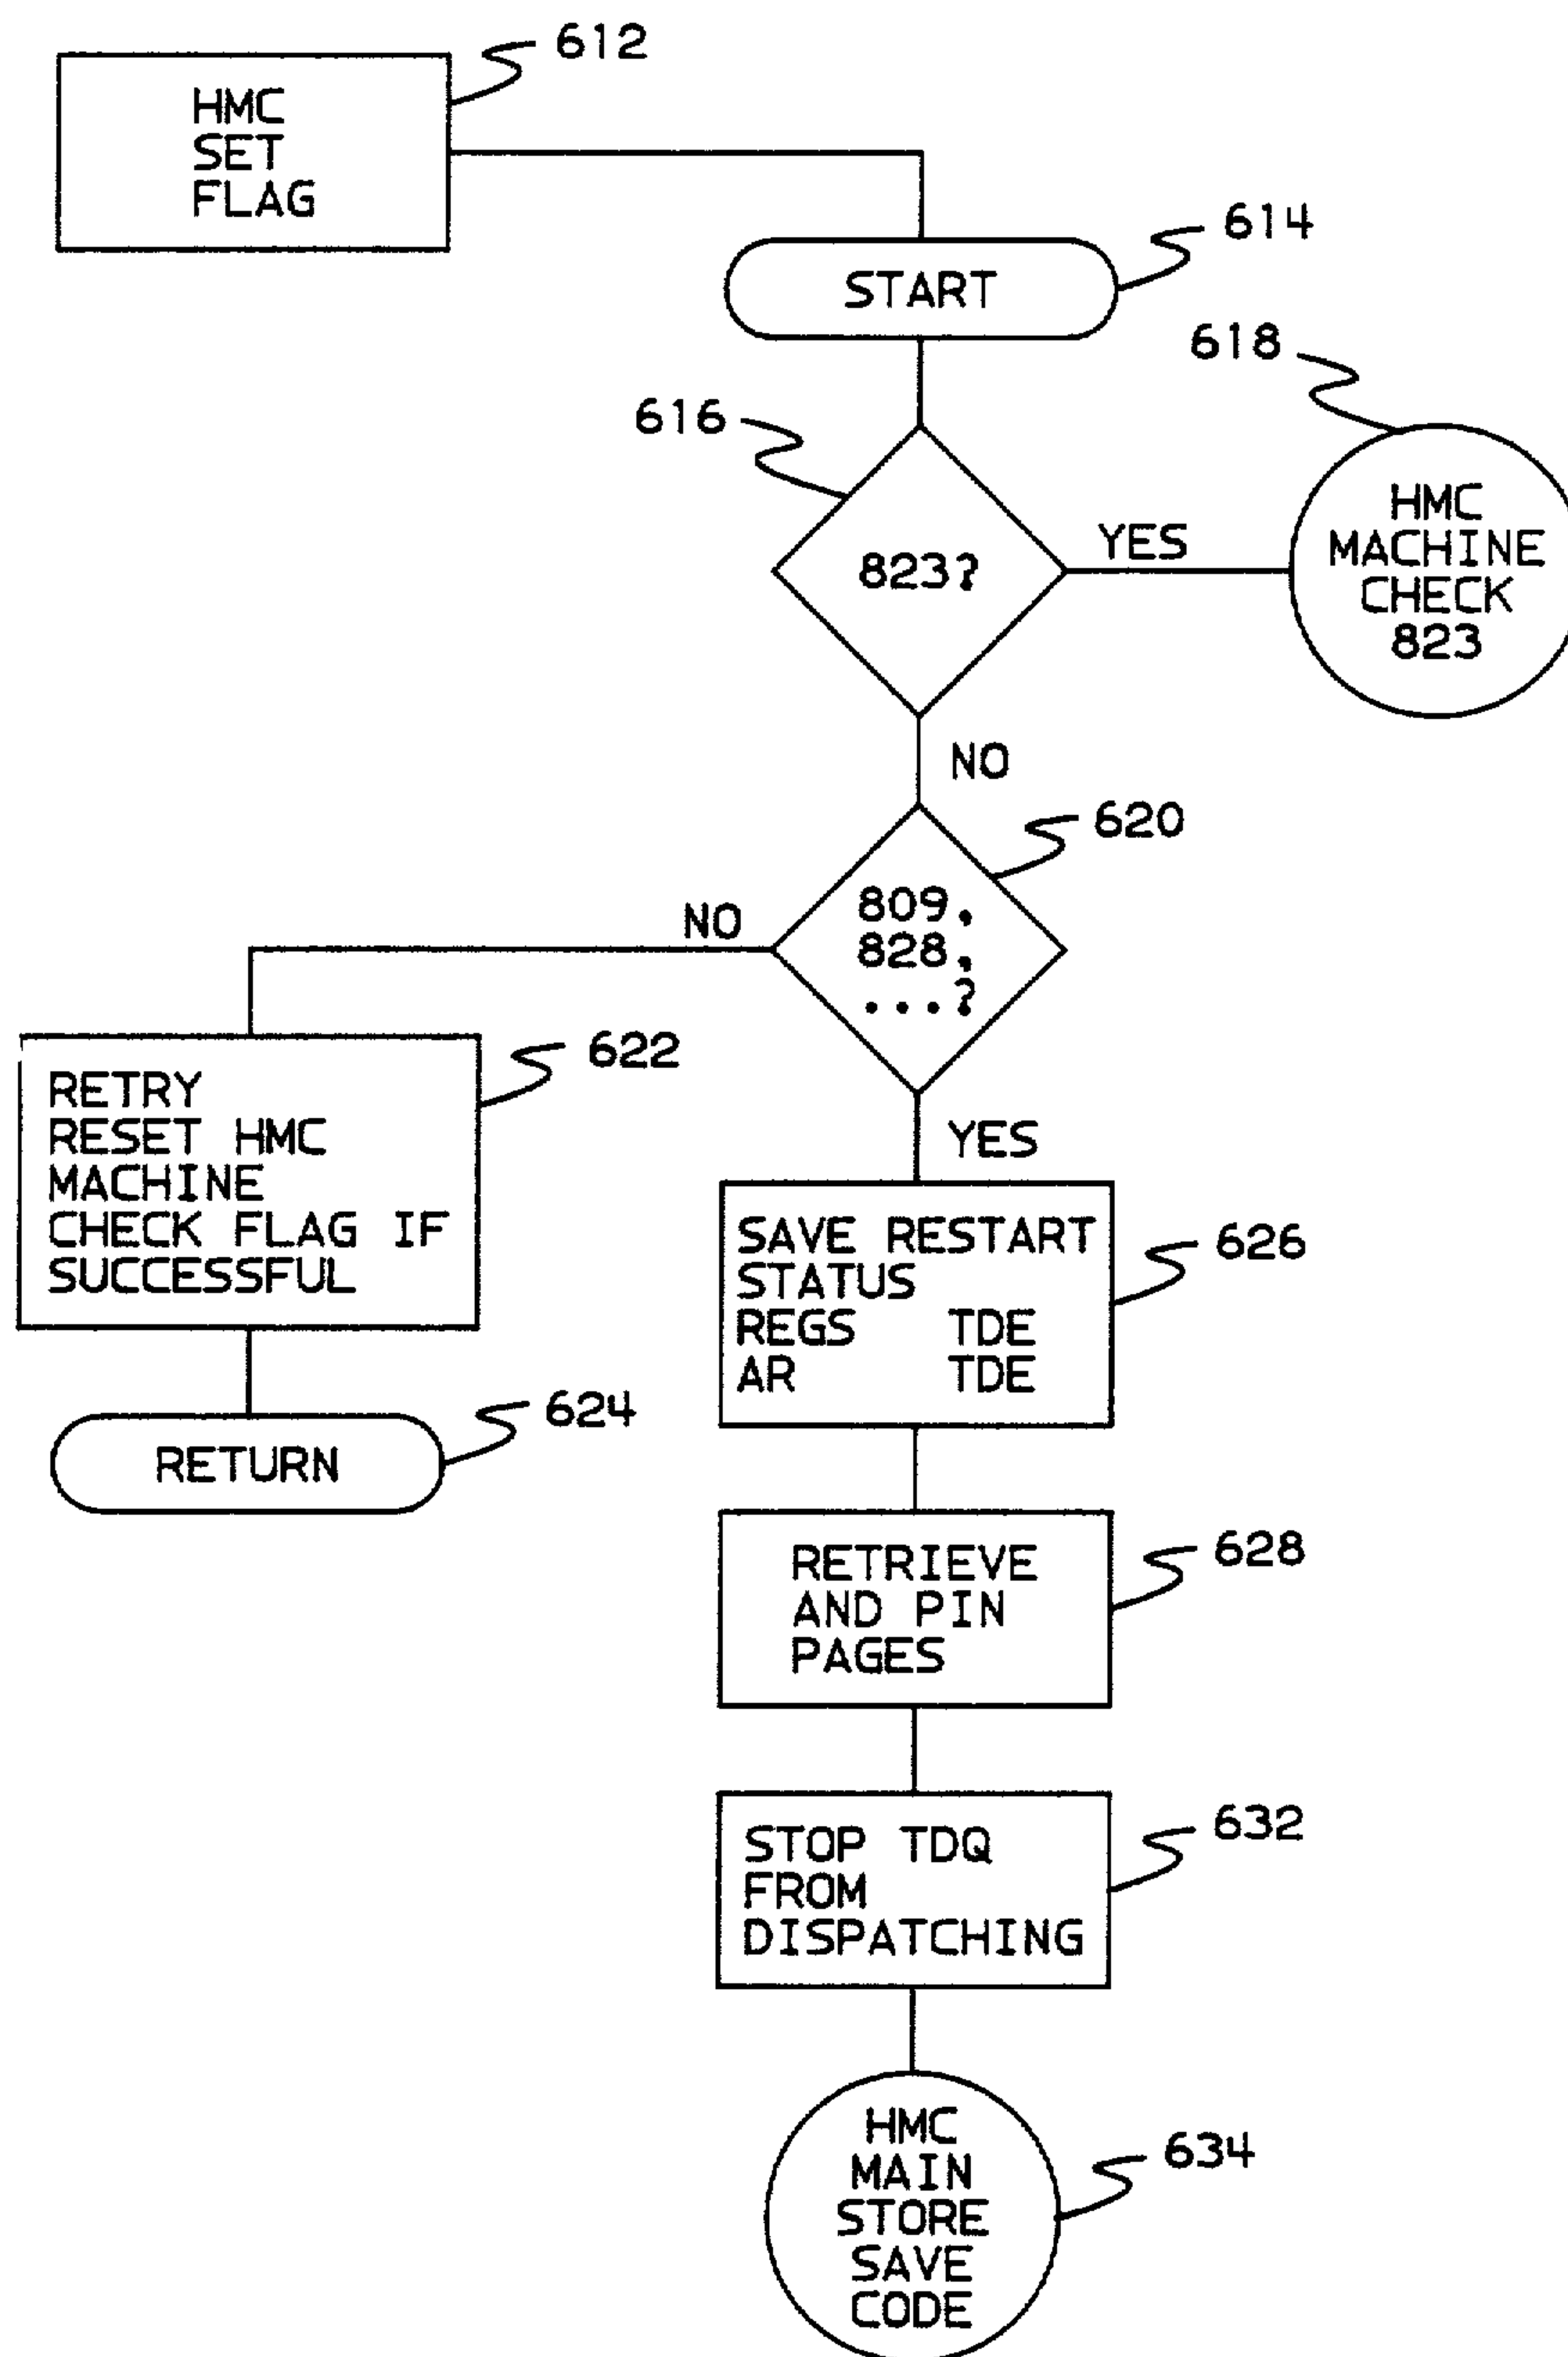 612
HMC
SET
FLAG
614
START
618
616
823?
YES
HMC
MACHINE
CHECK
823
NO
620
809,
828,
...?
NO
622
RETRY
RESET HMC
MACHINE
CHECK FLAG IF
SUCCESSFUL
YES
626
SAVE RESTART
STATUS
REGS TDE
AR TDE
624
RETURN
628
RETRIEVE
AND PIN
PAGES
632
STOP TDQ
FROM
DISPATCHING
634
HMC
MAIN
STORE
SAVE
CODE